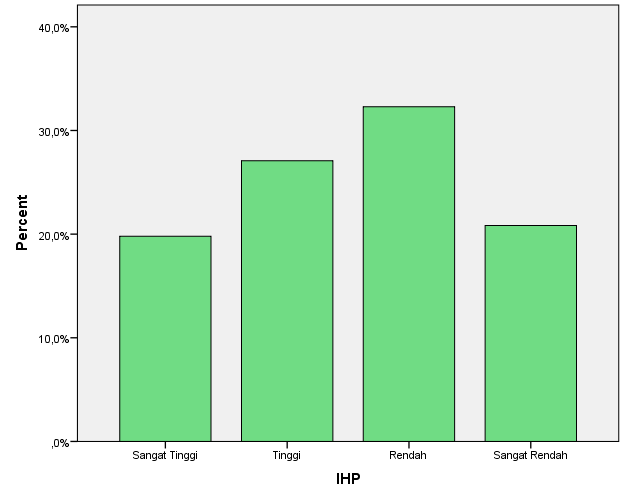 40,0%
30,0%
20,0%
10,0%
,0%
Percent
Sangat Tinggi
Tinggi
Rendah
Sangat Rendah
IHP